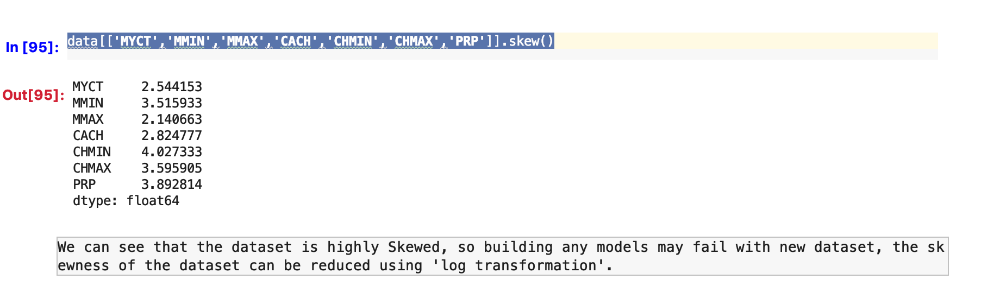 In [95]: data[['MYCT','MMIN','MMAX','CACH','CHMIN','CHMAX','PRP']].skew()
Out[95]:
MYCT 2.544153
MMIN 3.515933
MMAX 2.140663
CACH 2.824777
CHMIN 4.027333
CHMAX 3.595905
PRP 3.892814
dtype: float64
We can see that the dataset is highly Skewed, so building any models may fail with new dataset, the sk
ewness of the dataset can be reduced using 'log transformation'.